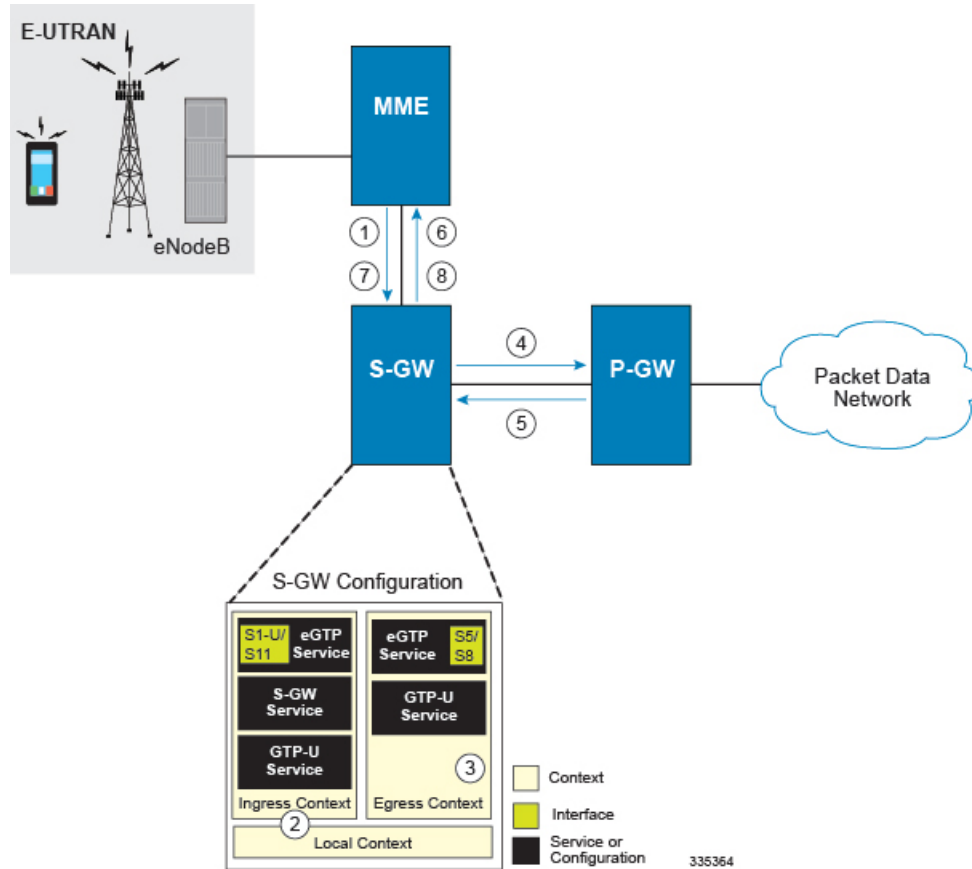 E-UTRAN
eNodeB
MME
1
6
7
8
S-GW
4
P-GW
5
Packet Data
Network
S-GW Configuration
S1-U/
S11
eGTP
Service
S-GW
Service
GTP-U
Service
Ingress Context
2
eGTP
Service
S5/
S8
GTP-U
Service
3
Egress Context
Local Context
Context
Interface
Service or
Configuration
335364